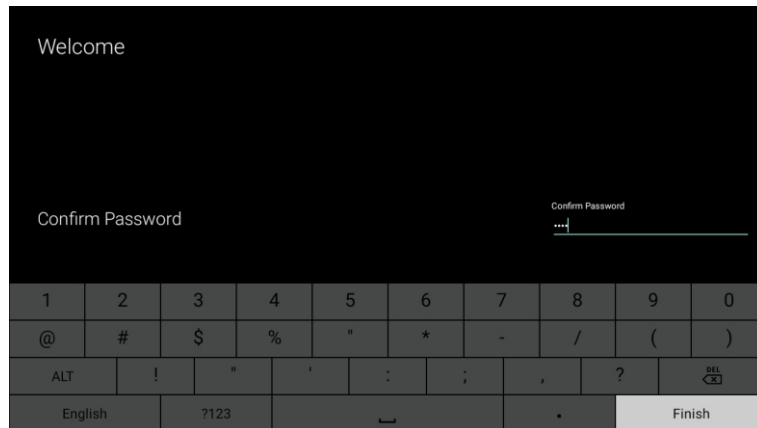 Welcome
Confirm Password
Confirm Password
••••
1 2 3 4 5 6 7 8 9 0
@ # $ % " * - / ( )
ALT ! " ' : ; , ? DEL
English ?123 . Finish